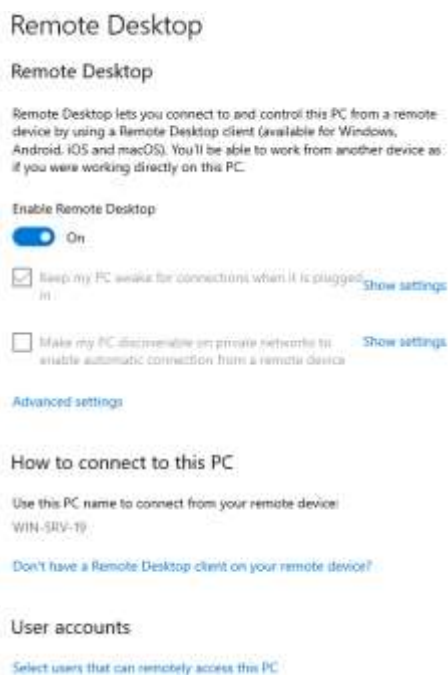 Remote Desktop
Remote Desktop
Remote Desktop lets you connect to and control this PC from a remote
device by using a Remote Desktop client (available for Windows,
Android, iOS and macOS). You'll be able to work from another device as
if you were working directly on this PC.
Enable Remote Desktop
On
Keep my PC awake for connections when it is plugged
in
Show settings
Make my PC discoverable on private networks to
enable automatic connection from a remote device
Show settings
Advanced settings
How to connect to this PC
Use this PC name to connect from your remote device:
WIN-SRV-19
Don't have a Remote Desktop client on your remote device?
User accounts
Select users that can remotely access this PC